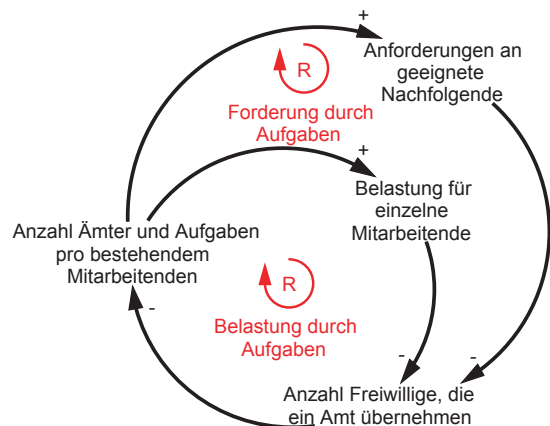 +
Anforderungen an
geeignete
Nachfolgende
R
Forderung durch
Aufgaben
+
Belastung für
einzelne
Mitarbeitende
Anzahl Ämter und Aufgaben
pro bestehendem
Mitarbeitenden
-
R
Belastung durch
Aufgaben
-
-
Anzahl Freiwillige, die
ein Amt übernehmen